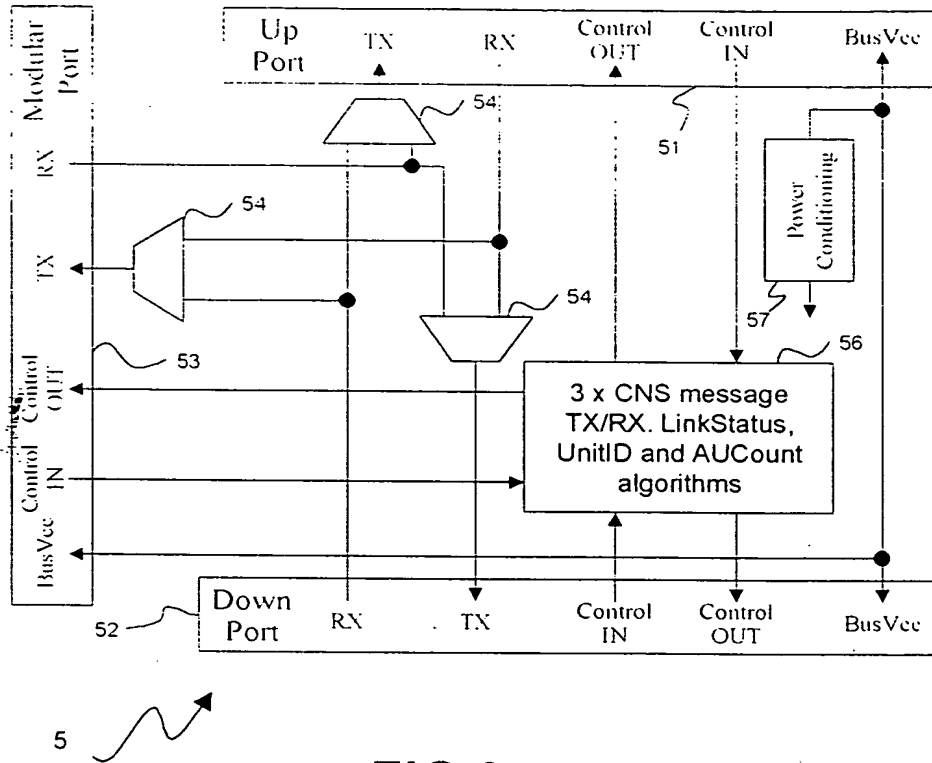 Up
Port
TX
RX
Control
OUT
Control
IN
BusVcc
Modular
Port
RX
TX
Control
OUT
Control
IN
BusVcc
54
51
54
Power
Conditioning
57
54
56
53
3 x CNS message
TX/RX. LinkStatus,
UnitID and AUCount
algorithms
52
Down
Port
RX
TX
Control
IN
Control
OUT
BusVcc
5